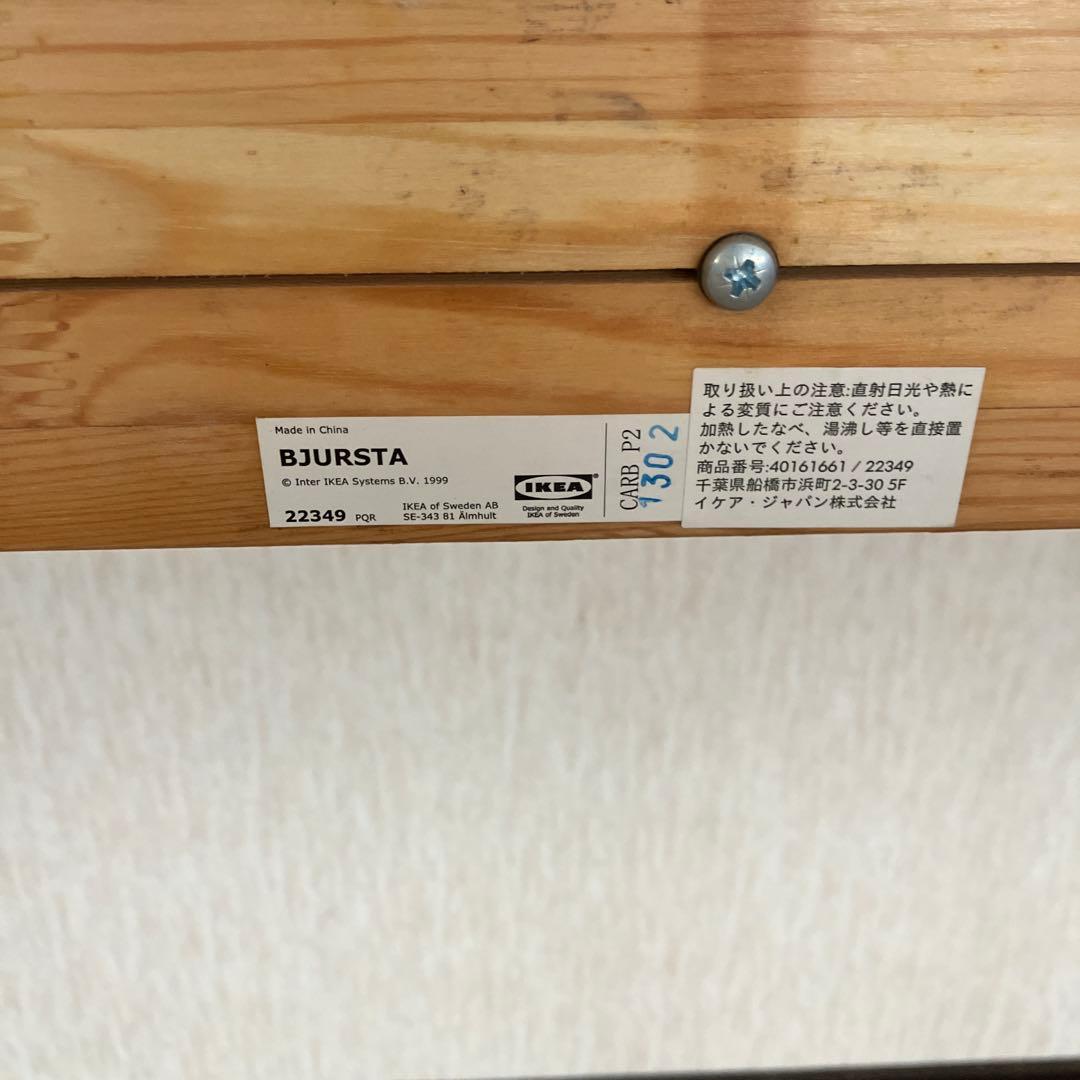 Made in China
BJURSTA
© Inter IKEA Systems B.V. 1999
22349 PQR
IKEA of Sweden AB
SE-343 81 Älmhult
IKEA®
Design and Quality
IKEA of Sweden
CARB P2
1302
取り扱い上の注意:直射日光や熱に
よる変質にご注意ください。
加熱したなべ、湯沸し等を直接置
かないでください。
商品番号:40161661 / 22349
千葉県船橋市浜町2-3-30 5F
イケア・ジャパン株式会社